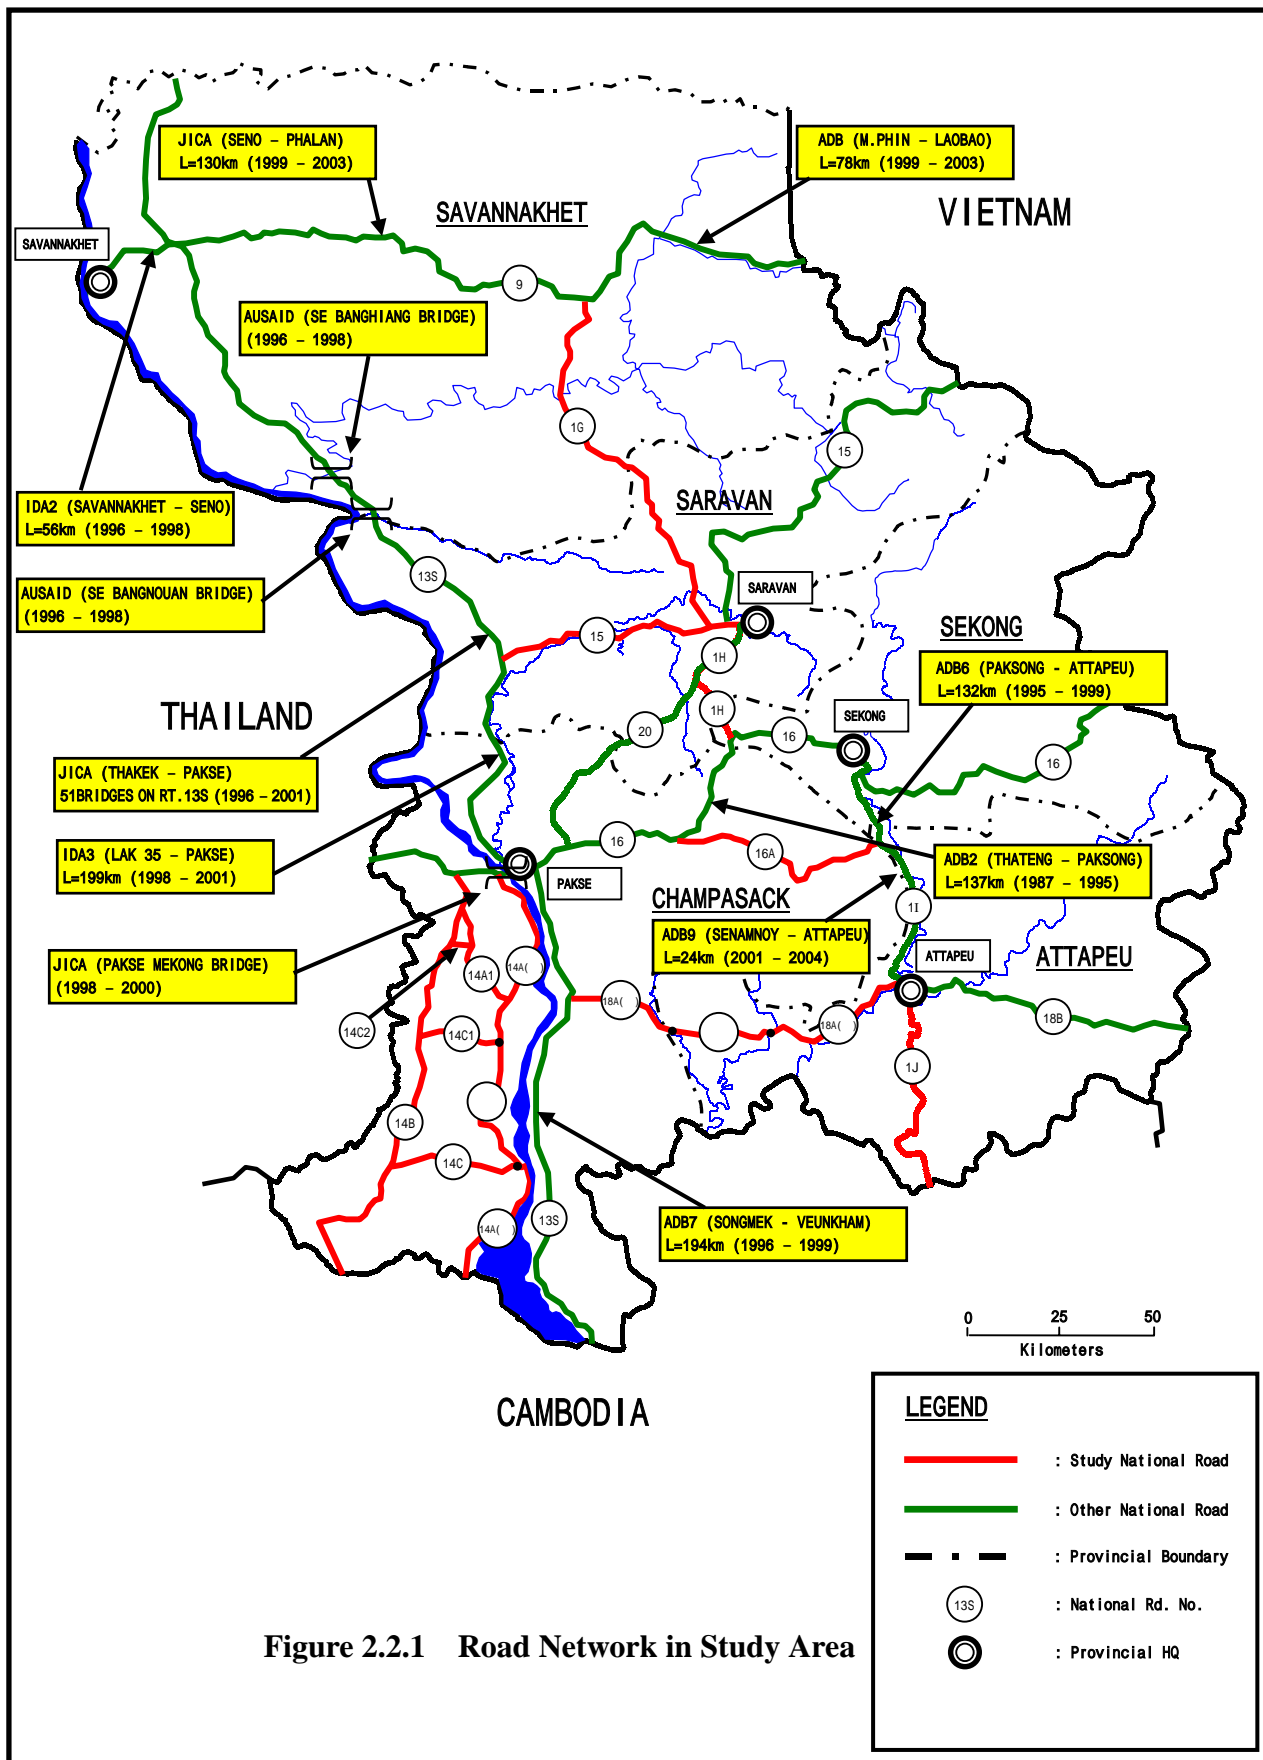 JICA (SENO - PHALAN)
L=130km (1999 - 2003)
ADB (M.PHIN - LAOBAO)
L=78km (1999 - 2003)
SAVANNAKHET
VIETNAM
SAVANNAKHET
9
AUSAID (SE BANGHIANG BRIDGE)
(1996 - 1998)
1G
15
IDA2 (SAVANNAKHET - SENO)
L=56km (1996 - 1998)
SARAVAN
13S
AUSAID (SE BANGNOUAN BRIDGE)
(1996 - 1998)
SARAVAN
15
SEKONG
1H
ADB6 (PAKSONG - ATTAPEU)
L=132km (1995 - 1999)
THAILAND
1H
SEKONG
20
16
16
JICA (THAKEK - PAKSE)
51BRIDGES ON RT.13S (1996 - 2001)
IDA3 (LAK 35 - PAKSE)
L=199km (1998 - 2001)
16
16A
ADB2 (THATENG - PAKSONG)
L=137km (1987 - 1995)
PAKSE
CHAMPASACK
1I
ADB9 (SENAMNOY - ATTAPEU)
L=24km (2001 - 2004)
ATTAPEU
ATTAPEU
JICA (PAKSE MEKONG BRIDGE)
(1998 - 2000)
14A1
14A( )
18A( )
18A( )
18B
14C2
14C1
1J
14B
14C
14A( )
13S
ADB7 (SONGMEK - VEUNKHAM)
L=194km (1996 - 1999)
0 25 50
Kilometers
CAMBODIA
LEGEND
: Study National Road
: Other National Road
: Provincial Boundary
13S : National Rd. No.
: Provincial HQ
Figure 2.2.1 Road Network in Study Area